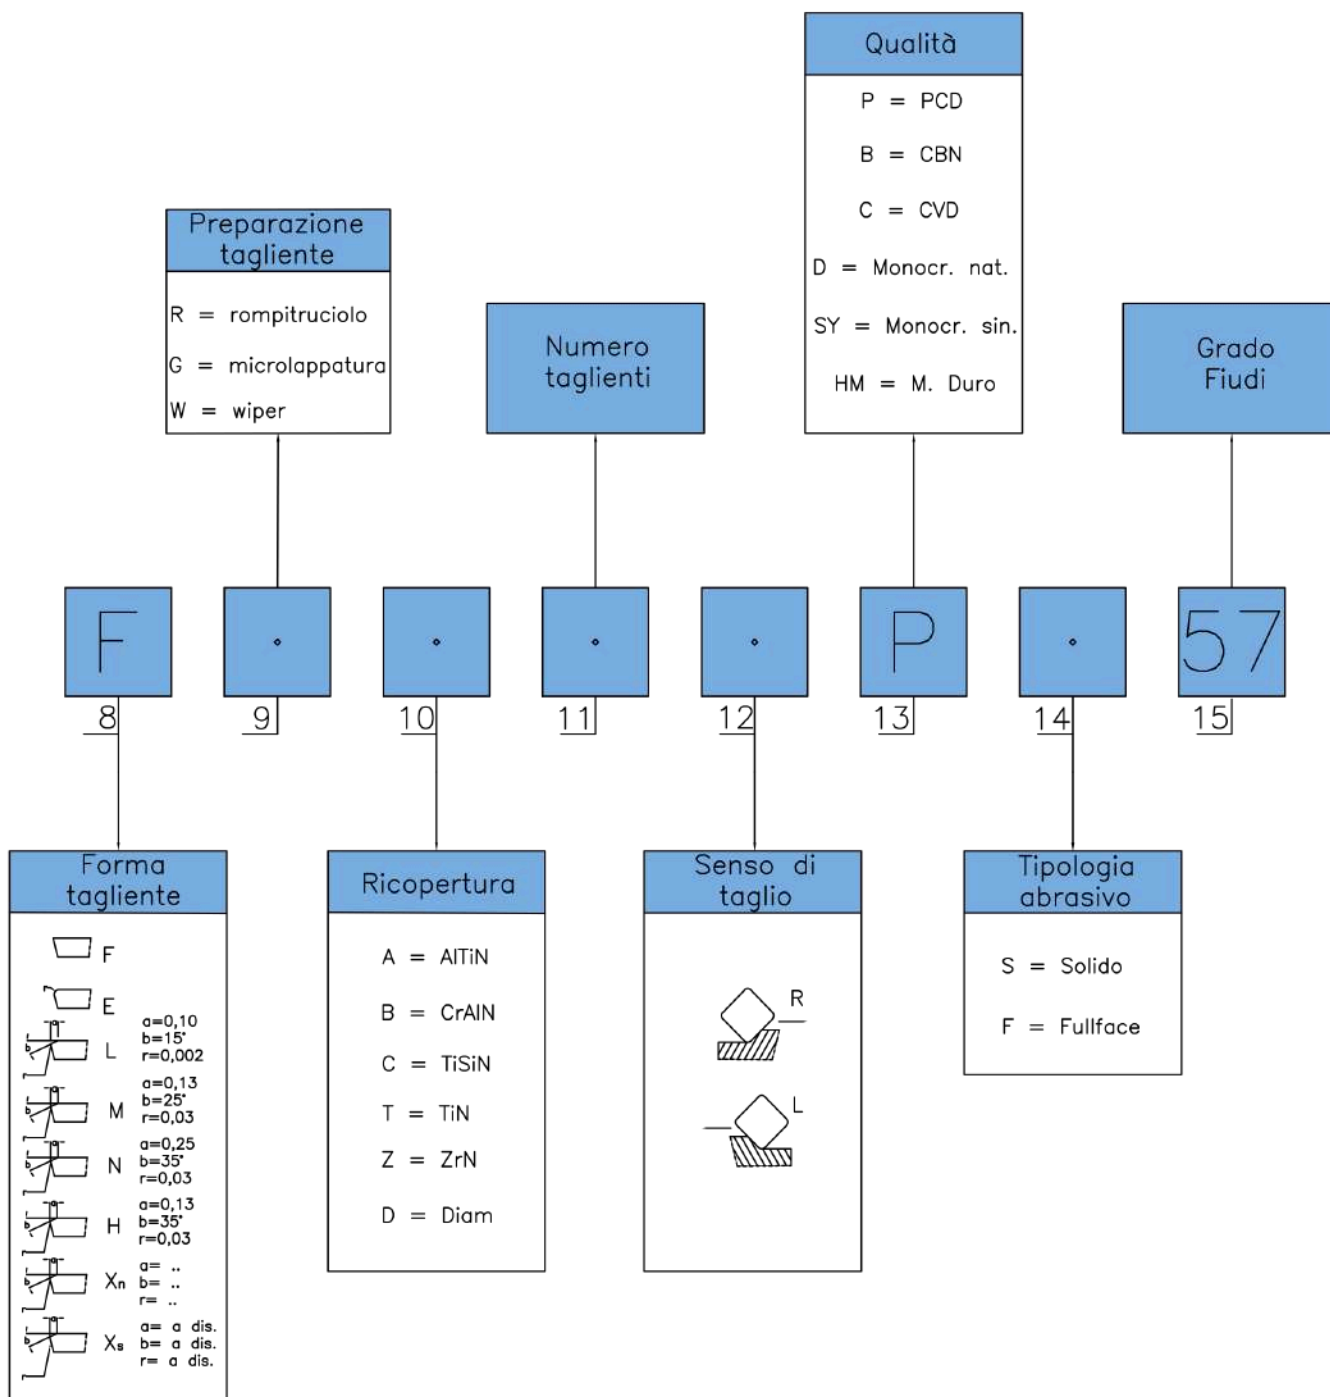 Qualità
P = PCD
B = CBN
C = CVD
D = Monocr. nat.
SY = Monocr. sin.
HM = M. Duro
Preparazione
tagliente
R = rompitruciolo
G = microlappatura
W = wiper
Numero
taglienti
Grado
Fiudi
F
P
57
8
9
10
11
12
13
14
15
Forma
tagliente
F
E
L
a=0,10
b=15°
r=0,002
b
M
a=0,13
b=25°
r=0,03
b
N
a=0,25
b=35°
r=0,03
b
H
a=0,13
b=35°
r=0,03
b
Xn
a= ..
b= ..
r= ..
b
Xs
a= a dis.
b= a dis.
r= a dis.
b
Ricopertura
A = AlTiN
B = CrAlN
C = TiSiN
T = TiN
Z = ZrN
D = Diam
Senso di
taglio
R
L
Tipologia
abrasivo
S = Solido
F = Fullface